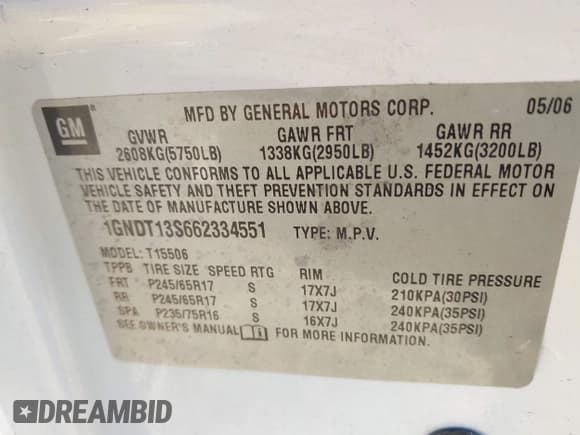 GM
MFD BY GENERAL MOTORS CORP. 05/06
GVWR GAWR FRT GAWR RR
2608KG(5750LB) 1338KG(2950LB) 1452KG(3200LB)
THIS VEHICLE CONFORMS TO ALL APPLICABLE U.S. FEDERAL MOTOR
VEHICLE SAFETY AND THEFT PREVENTION STANDARDS IN EFFECT ON
THE DATE OF MANUFACTURE SHOWN ABOVE.
1GNDT13S662334551 TYPE: M.P.V.
MODEL: T15506
TPPB TIRE SIZE SPEED RTG RIM COLD TIRE PRESSURE
FRT P245/65R17 S 17X7J 210KPA(30PSI)
RR P245/65R17 S 17X7J 240KPA(35PSI)
SPA P235/75R16 S 16X7J 240KPA(35PSI)
SEE OWNER'S MANUAL FOR MORE INFORMATION.
DREAMBID